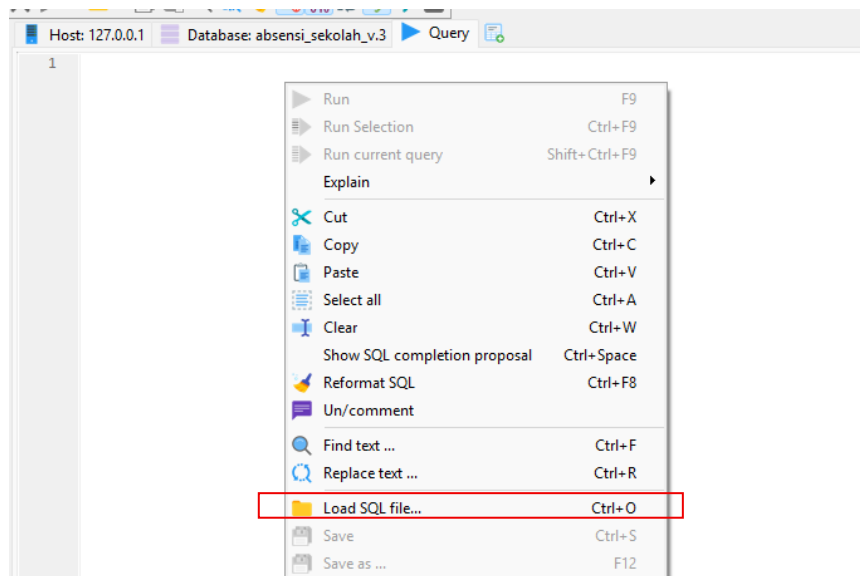 Host: 127.0.0.1 Database: absensi_sekolah_v.3 Query
1
Run F9
Run Selection Ctrl+F9
Run current query Shift+Ctrl+F9
Explain
Cut Ctrl+X
Copy Ctrl+C
Paste Ctrl+V
Select all Ctrl+A
Clear Ctrl+W
Show SQL completion proposal Ctrl+Space
Reformat SQL Ctrl+F8
Un/comment
Find text ... Ctrl+F
Replace text ... Ctrl+R
Load SQL file... Ctrl+O
Save Ctrl+S
Save as ... F12